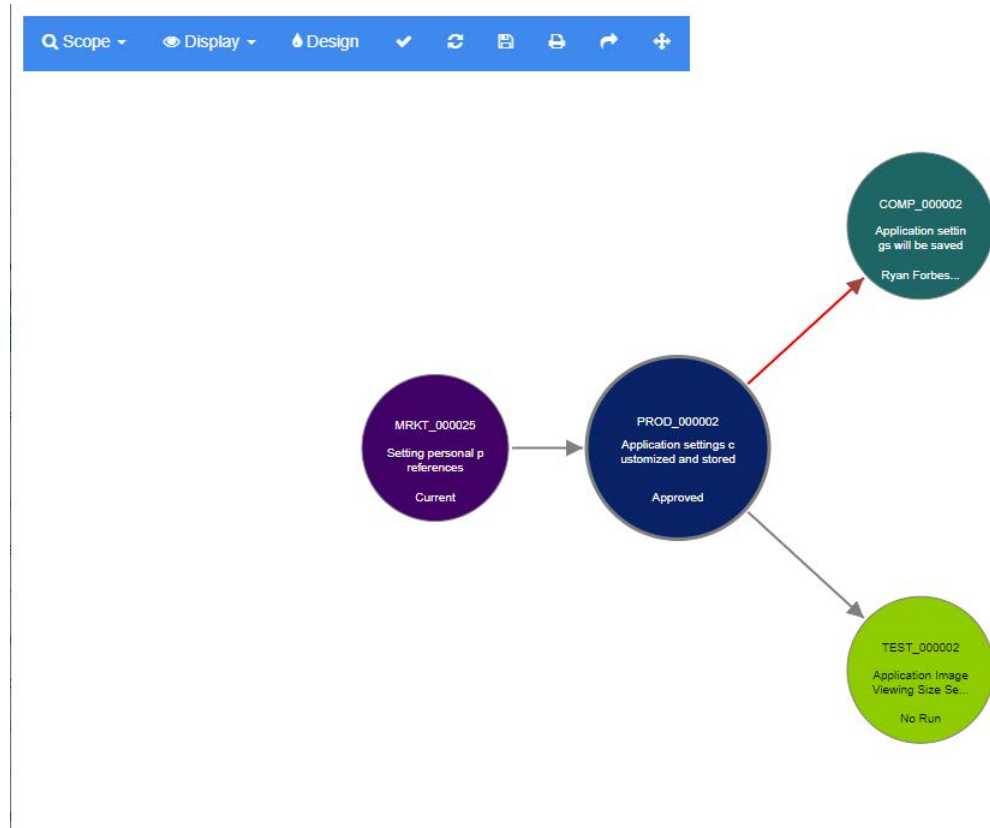 Scope Display Design
COMP_000002
Application settin
gs will be saved
Ryan Forbes...
MRKT_000025
Setting personal p
references
Current
PROD_000002
Application settings c
ustomized and stored
Approved
TEST_000002
Application Image
Viewing Size Se...
No Run